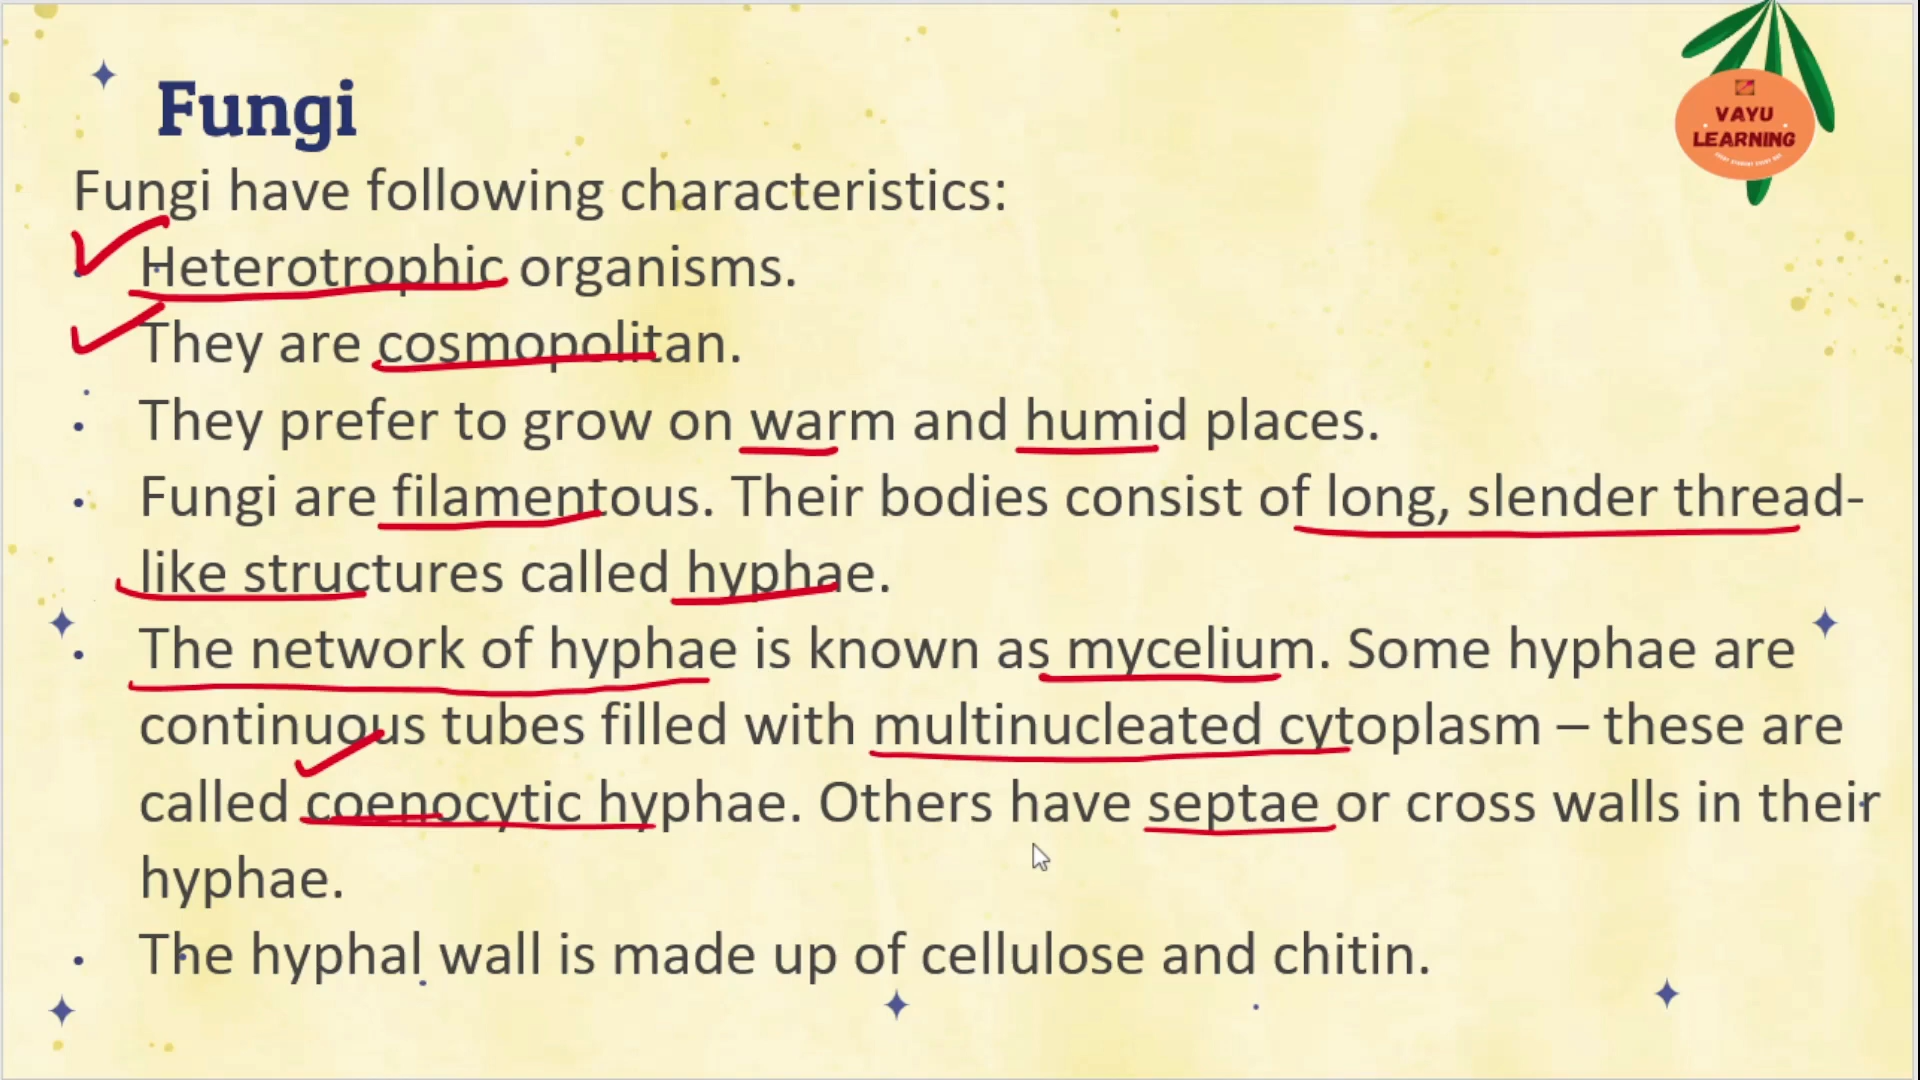 Fungi
VAYU
LEARNING
Fungi have following characteristics:
• Heterotrophic organisms.
They are cosmopolitan.
• They prefer to grow on warm and humid places.
• Fungi are filamentous. Their bodies consist of long, slender thread-
like structures called hyphae.
• The network of hyphae is known as mycelium. Some hyphae are
continuous tubes filled with multinucleated cytoplasm – these are
called coenocytic hyphae. Others have septae or cross walls in their
hyphae.
• The hyphal wall is made up of cellulose and chitin.